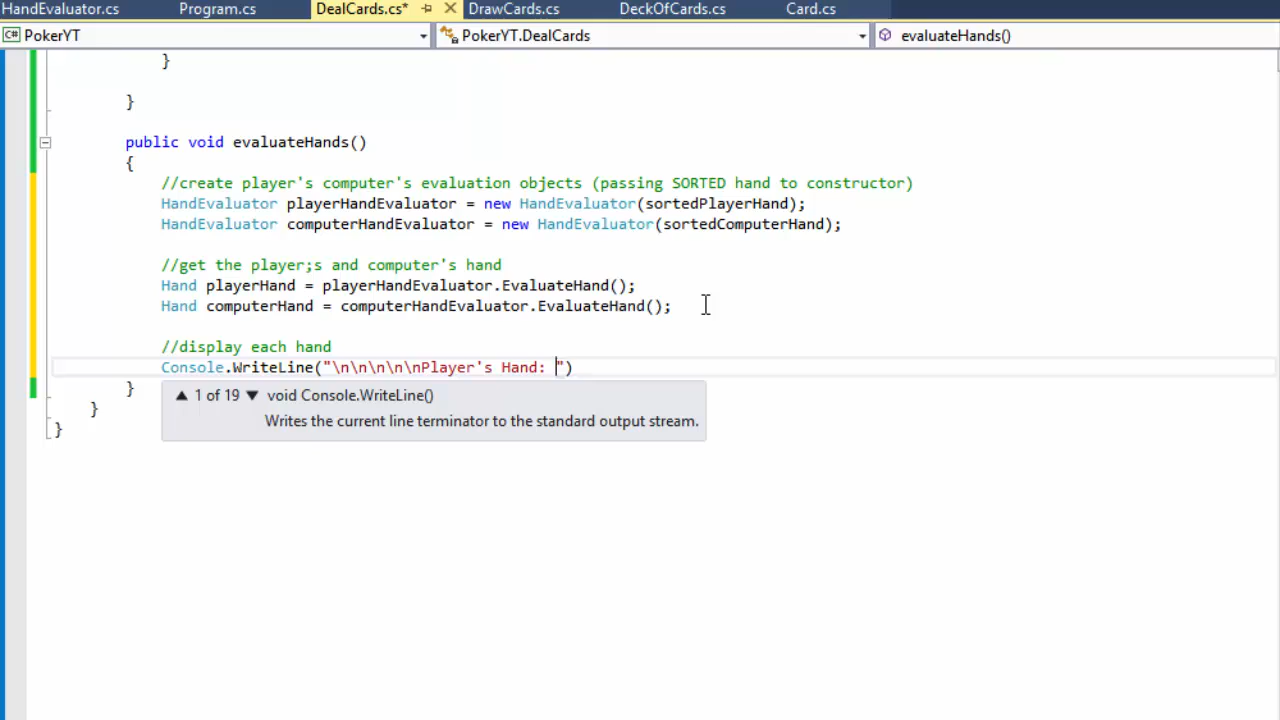 HandEvaluator.cs Program.cs DealCards.cs* DrawCards.cs DeckOfCards.cs Card.cs
C# PokerYT PokerYT.DealCards evaluateHands()
}
}
public void evaluateHands()
{
//create player's computer's evaluation objects (passing SORTED hand to constructor)
HandEvaluator playerHandEvaluator = new HandEvaluator(sortedPlayerHand);
HandEvaluator computerHandEvaluator = new HandEvaluator(sortedComputerHand);
//get the player;s and computer's hand
Hand playerHand = playerHandEvaluator.EvaluateHand();
Hand computerHand = computerHandEvaluator.EvaluateHand();
//display each hand
Console.WriteLine("\n\n\n\n\nPlayer's Hand: ")
}
▲ 1 of 19 ▼ void Console.WriteLine()
Writes the current line terminator to the standard output stream.
}
}